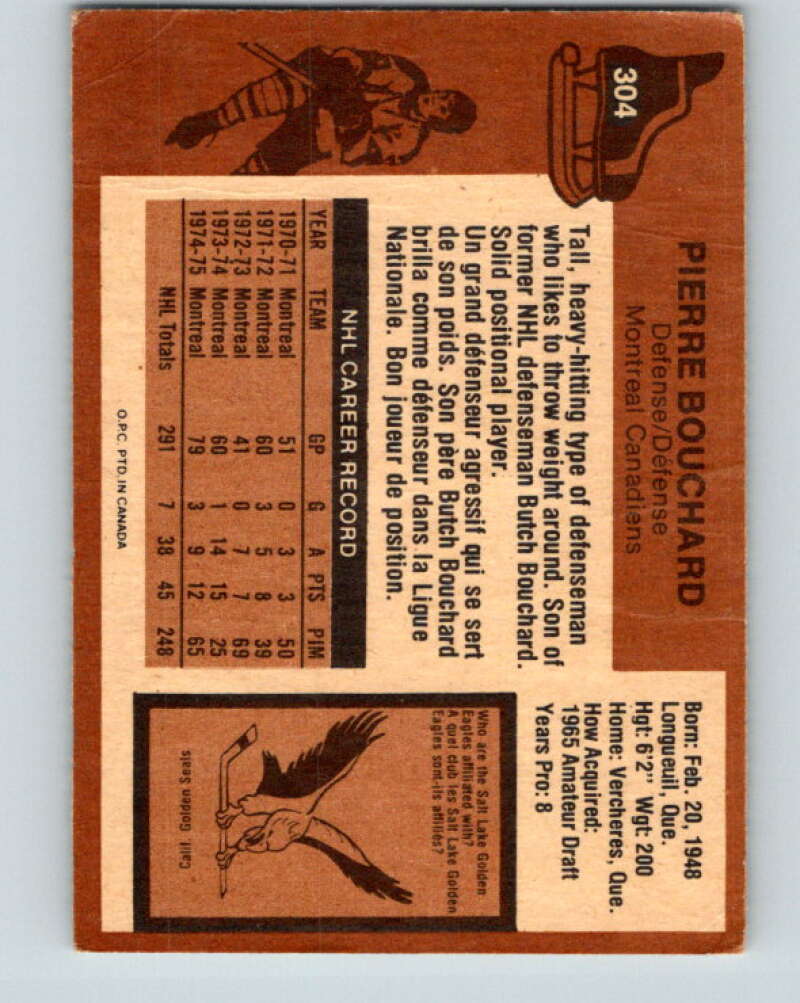 304
PIERRE BOUCHARD
Defense/Défense
Montreal Canadiens
Tall, heavy-hitting type of defenseman
who likes to throw weight around. Son of
former NHL defenseman Butch Bouchard.
Solid positional player.
Un grand défenseur agressif qui se sert
de son poids. Son père Butch Bouchard
brilla comme défenseur dans la Ligue
Nationale. Bon joueur de position.
Born: Feb. 20, 1948
Longueuil, Que.
Hgt: 6'2" Wgt: 200
Home: Vercheres, Que.
How Acquired:
1965 Amateur Draft
Years Pro: 8
NHL CAREER RECORD
YEAR TEAM GP G A PTS PIM
1970-71 Montreal 51 0 3 3 50
1971-72 Montreal 60 3 5 8 39
1972-73 Montreal 41 0 7 7 69
1973-74 Montreal 60 1 14 15 25
1974-75 Montreal 79 3 9 12 65
NHL Totals 291 7 38 45 248
O.P.C. PTD. IN CANADA
Who are the Salt Lake Golden
Eagles affiliated with?
A quel club les Salt Lake Golden
Eagles sont-ils affiliés?
Calif. Golden Seals